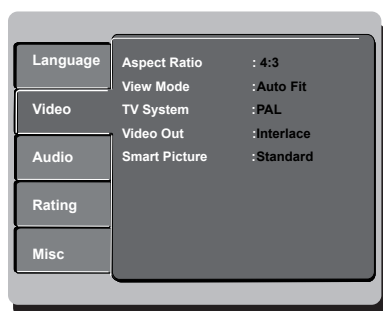 Language
Video
Audio
Rating
Misc
Aspect Ratio : 4:3
View Mode :Auto Fit
TV System :PAL
Video Out :Interlace
Smart Picture :Standard